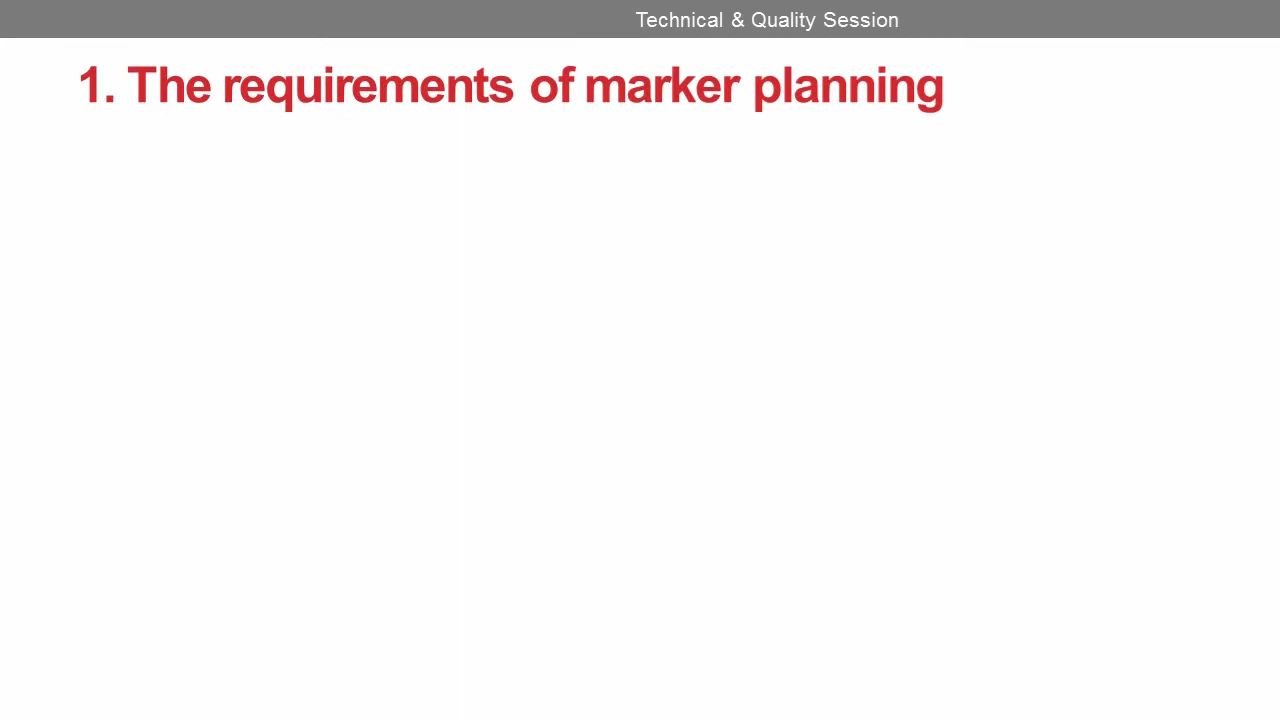 Technical & Quality Session
1. The requirements of marker planning